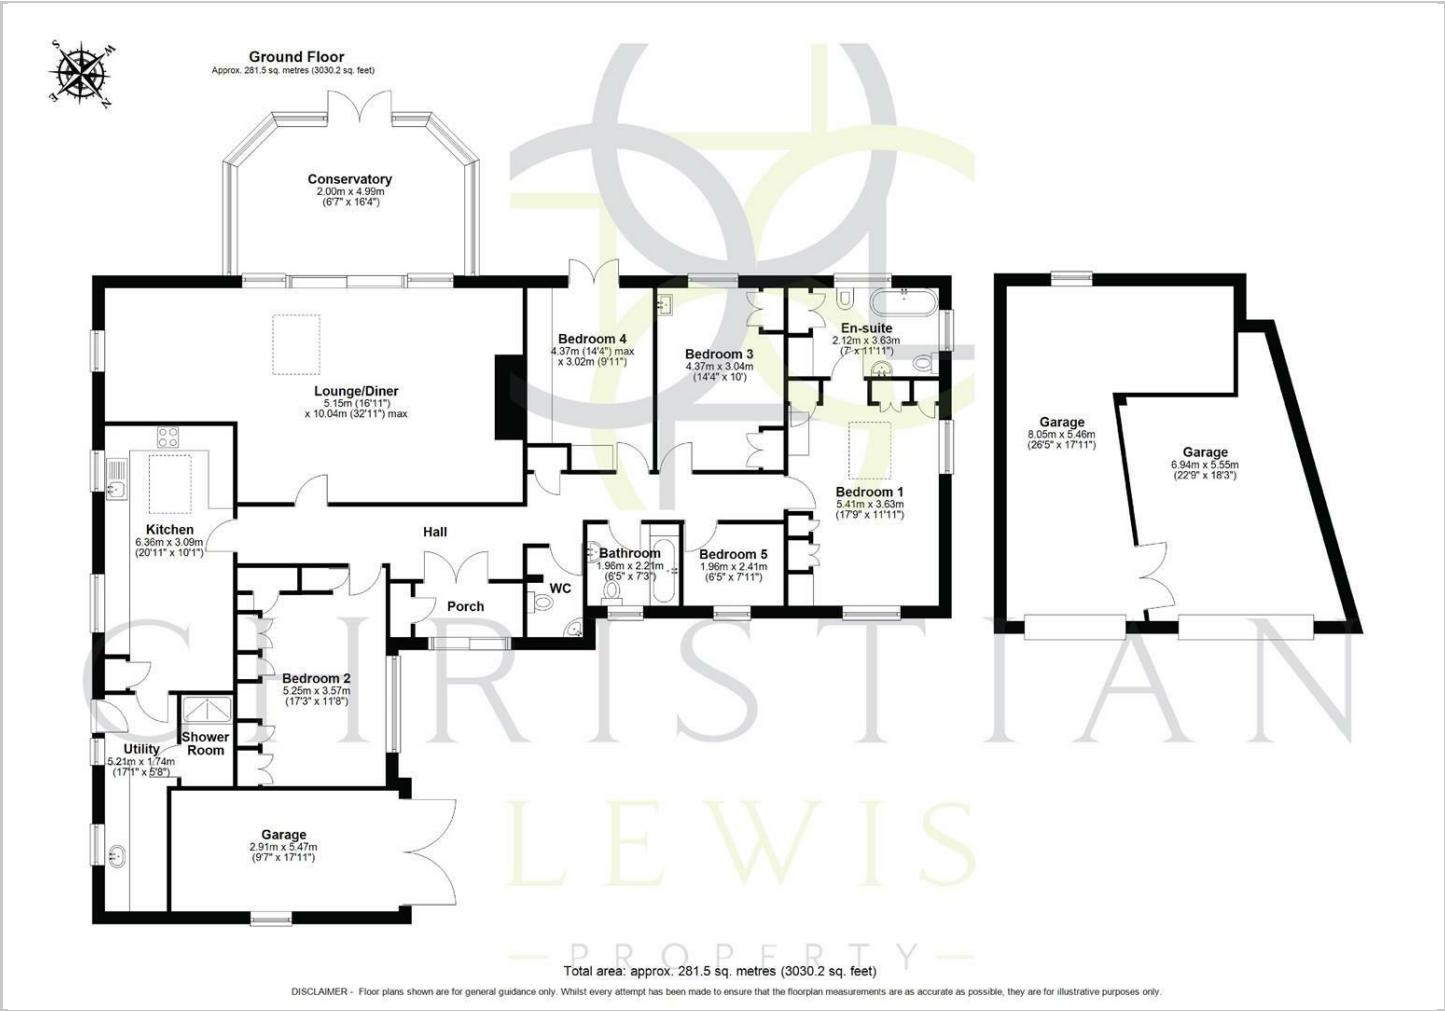 Ground Floor
Approx. 281.5 sq. metres (3030.2 sq. feet)
S
W
E
N
Conservatory
2.00m x 4.99m
(6'7" x 16'4")
Lounge/Diner
5.15m (16'11")
x 10.04m (32'11") max
Bedroom 4
4.37m (14'4") max
x 3.02m (9'11")
Bedroom 3
4.37m x 3.04m
(14'4" x 10')
En-suite
2.12m x 3.63m
(7' x 11'11")
Bedroom 1
5.41m x 3.63m
(17'9" x 11'11")
Garage
8.05m x 5.46m
(26'5" x 17'11")
Garage
6.94m x 5.55m
(22'9" x 18'3")
Kitchen
6.36m x 3.09m
(20'11" x 10'1")
Hall
Bathroom
1.96m x 2.21m
(6'5" x 7'3")
Bedroom 5
1.96m x 2.41m
(6'5" x 7'11")
WC
Porch
Bedroom 2
5.25m x 3.57m
(17'3" x 11'8")
Shower
Room
Utility
5.21m x 1.74m
(17'1" x 5'8")
Garage
2.91m x 5.47m
(9'7" x 17'11")
CHRISTIAN
LEWIS
PROPERTY
Total area: approx. 281.5 sq. metres (3030.2 sq. feet)
DISCLAIMER - Floor plans shown are for general guidance only. Whilst every attempt has been made to ensure that the floorplan measurements are as accurate as possible, they are for illustrative purposes only.